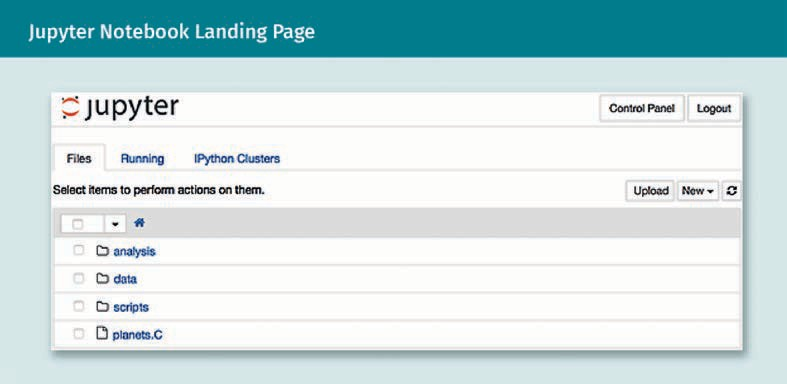 Jupyter Notebook Landing Page
jupyter
Control Panel Logout
Files Running IPython Clusters
Select items to perform actions on them.
Upload New
analysis
data
scripts
planets.C